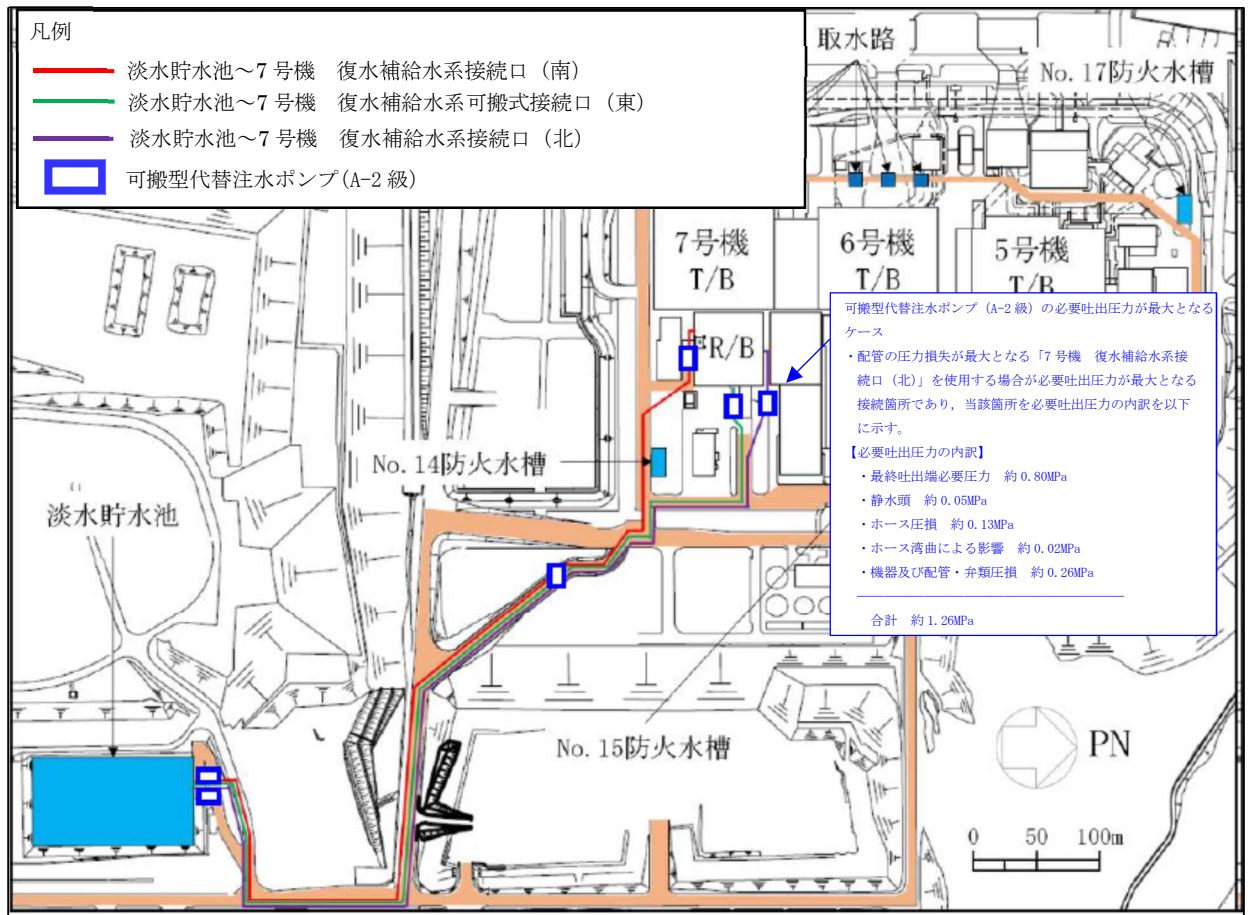 凡例
淡水貯水池～7 号機　復水補給水系接続口（南）
淡水貯水池～7 号機　復水補給水系可搬式接続口（東）
淡水貯水池～7 号機　復水補給水系接続口（北）
可搬型代替注水ポンプ(A-2 級)
取水路
No.17防火水槽
7号機
T/B
6号機
T/B
5号機
T/B
R/B
可搬型代替注水ポンプ（A-2 級）の必要吐出圧力が最大となる
ケース
・配管の圧力損失が最大となる「7 号機　復水補給水系接
続口（北）」を使用する場合が必要吐出圧力が最大となる
接続箇所であり，当該箇所を必要吐出圧力の内訳を以下
に示す。
【必要吐出圧力の内訳】
・最終吐出端必要圧力　約 0.80MPa
・静水頭　約 0.05MPa
・ホース圧損　約 0.13MPa
・ホース湾曲による影響　約 0.02MPa
・機器及び配管・弁類圧損　約 0.26MPa
合計　約 1.26MPa
No.14防火水槽
淡水貯水池
No.15防火水槽
PN
0 50 100m